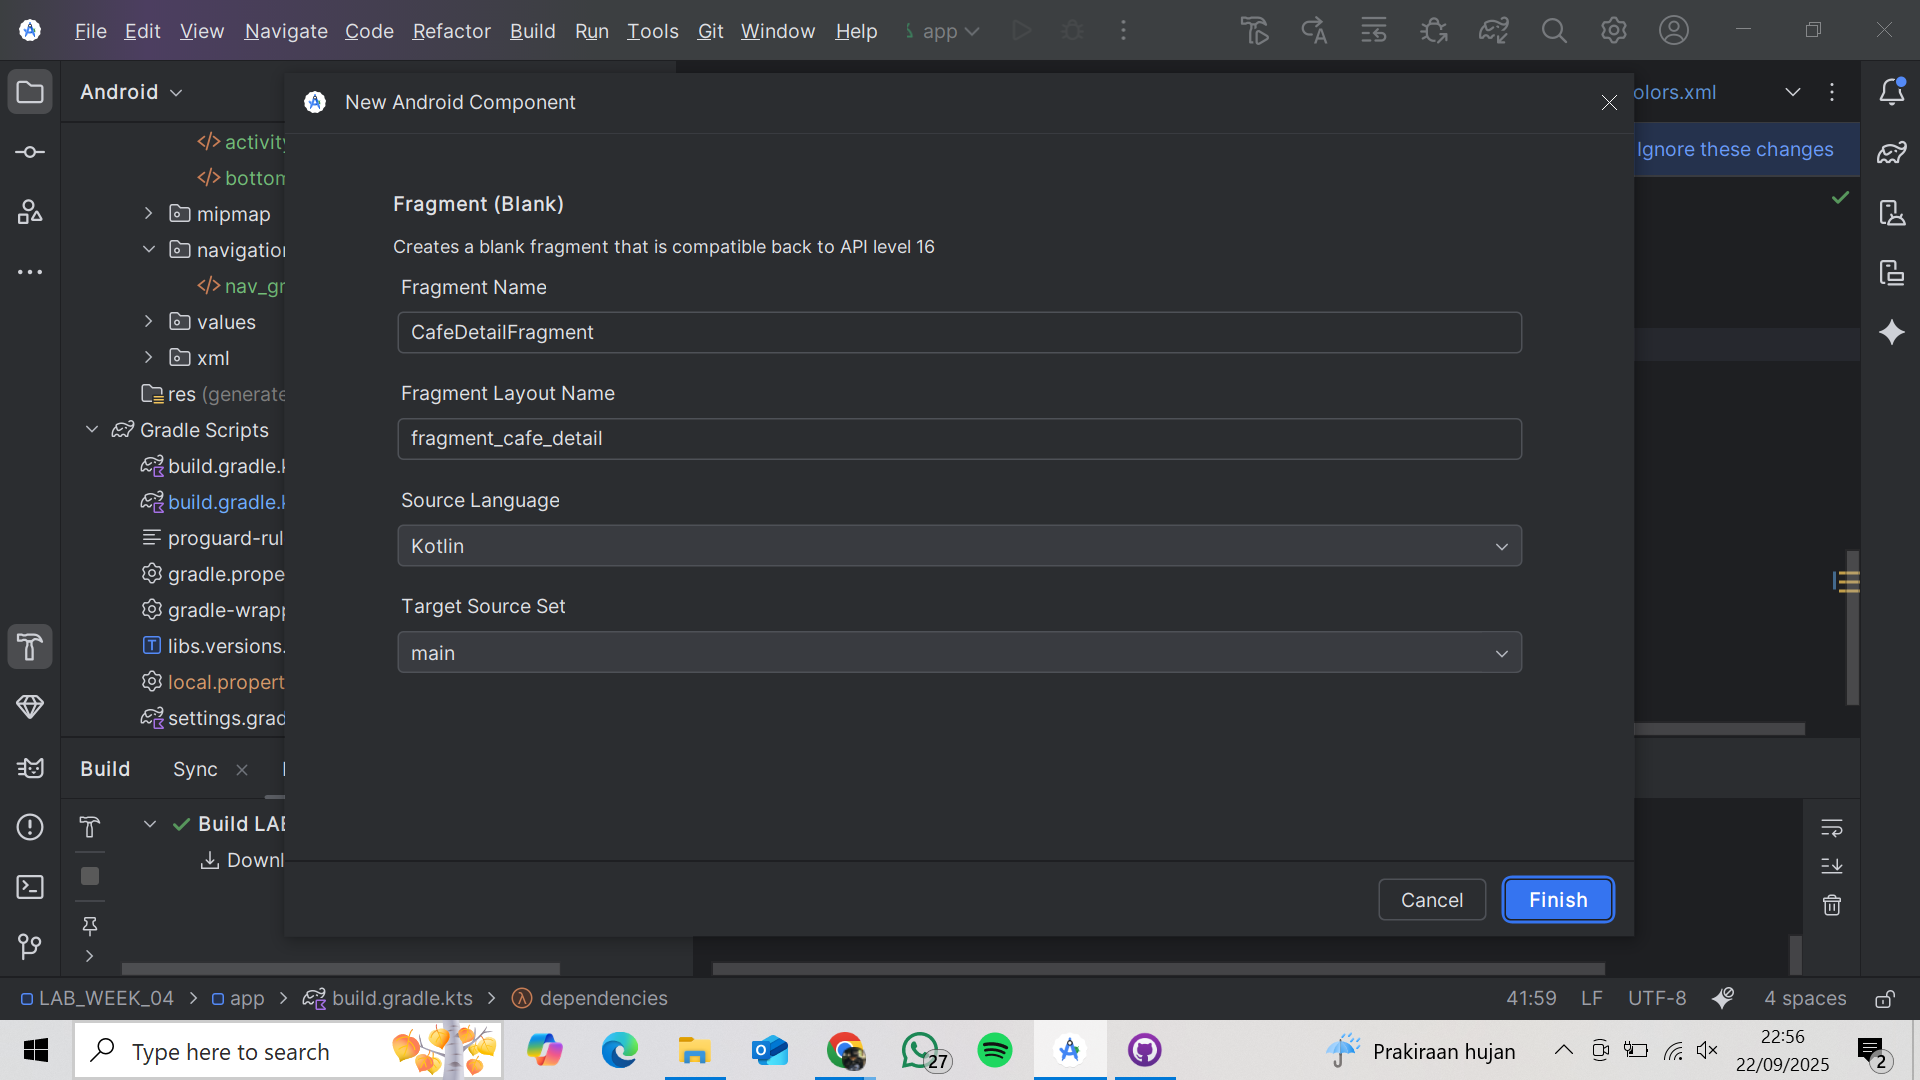 File Edit View Navigate Code Refactor Build Run Tools Git Window Help app
Android
olors.xml
New Android Component
Ignore these changes
activity
bottom
mipmap
navigation
nav_gr
values
xml
res (generate
Gradle Scripts
build.gradle.k
build.gradle.k
proguard-rul
gradle.prope
gradle-wrapp
libs.versions.
local.propert
settings.grad
Fragment (Blank)
Creates a blank fragment that is compatible back to API level 16
Fragment Name
CafeDetailFragment
Fragment Layout Name
fragment_cafe_detail
Source Language
Kotlin
Target Source Set
main
Cancel Finish
Build Sync
Build LAB
Downl
LAB_WEEK_04 > app > build.gradle.kts > dependencies
41:59 LF UTF-8 4 spaces
Type here to search
27
Prakiraan hujan
22:56
22/09/2025
2